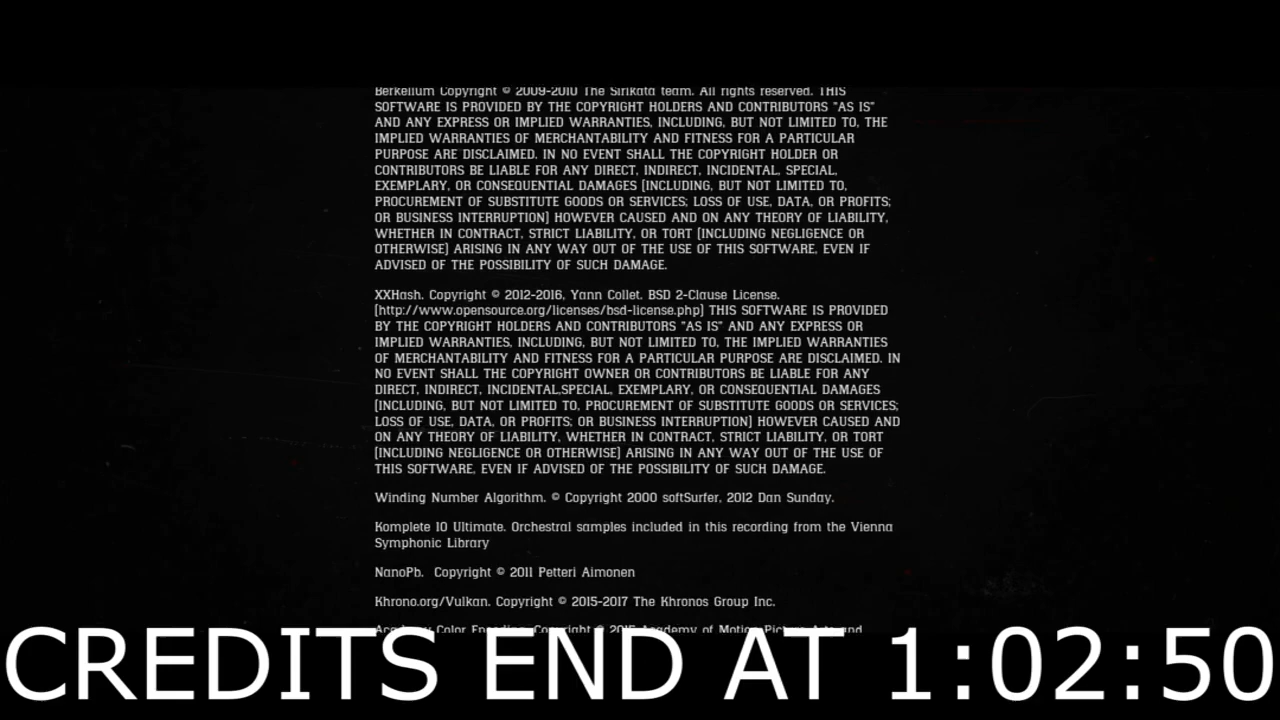 Berkelium Copyright © 2009-2010 The Sirikata team. All rights reserved. THIS
SOFTWARE IS PROVIDED BY THE COPYRIGHT HOLDERS AND CONTRIBUTORS "AS IS"
AND ANY EXPRESS OR IMPLIED WARRANTIES, INCLUDING, BUT NOT LIMITED TO, THE
IMPLIED WARRANTIES OF MERCHANTABILITY AND FITNESS FOR A PARTICULAR
PURPOSE ARE DISCLAIMED. IN NO EVENT SHALL THE COPYRIGHT HOLDER OR
CONTRIBUTORS BE LIABLE FOR ANY DIRECT, INDIRECT, INCIDENTAL, SPECIAL,
EXEMPLARY, OR CONSEQUENTIAL DAMAGES [INCLUDING, BUT NOT LIMITED TO,
PROCUREMENT OF SUBSTITUTE GOODS OR SERVICES; LOSS OF USE, DATA, OR PROFITS;
OR BUSINESS INTERRUPTION] HOWEVER CAUSED AND ON ANY THEORY OF LIABILITY,
WHETHER IN CONTRACT, STRICT LIABILITY, OR TORT [INCLUDING NEGLIGENCE OR
OTHERWISE] ARISING IN ANY WAY OUT OF THE USE OF THIS SOFTWARE, EVEN IF
ADVISED OF THE POSSIBILITY OF SUCH DAMAGE.
XXHash. Copyright © 2012-2016, Yann Collet. BSD 2-Clause License.
[http://www.opensource.org/licenses/bsd-license.php] THIS SOFTWARE IS PROVIDED
BY THE COPYRIGHT HOLDERS AND CONTRIBUTORS "AS IS" AND ANY EXPRESS OR
IMPLIED WARRANTIES, INCLUDING, BUT NOT LIMITED TO, THE IMPLIED WARRANTIES
OF MERCHANTABILITY AND FITNESS FOR A PARTICULAR PURPOSE ARE DISCLAIMED. IN
NO EVENT SHALL THE COPYRIGHT OWNER OR CONTRIBUTORS BE LIABLE FOR ANY
DIRECT, INDIRECT, INCIDENTAL,SPECIAL, EXEMPLARY, OR CONSEQUENTIAL DAMAGES
[INCLUDING, BUT NOT LIMITED TO, PROCUREMENT OF SUBSTITUTE GOODS OR SERVICES;
LOSS OF USE, DATA, OR PROFITS; OR BUSINESS INTERRUPTION] HOWEVER CAUSED AND
ON ANY THEORY OF LIABILITY, WHETHER IN CONTRACT, STRICT LIABILITY, OR TORT
[INCLUDING NEGLIGENCE OR OTHERWISE] ARISING IN ANY WAY OUT OF THE USE OF
THIS SOFTWARE, EVEN IF ADVISED OF THE POSSIBILITY OF SUCH DAMAGE.
Winding Number Algorithm. © Copyright 2000 softSurfer, 2012 Dan Sunday.
Komplete 10 Ultimate. Orchestral samples included in this recording from the Vienna
Symphonic Library
NanoPb. Copyright © 2011 Petteri Aimonen
Khrono.org/Vulkan. Copyright © 2015-2017 The Khronos Group Inc.
Academy Color Encoding. Copyright © 2015 Academy of Motion Picture Arts and
CREDITS END AT 1:02:50